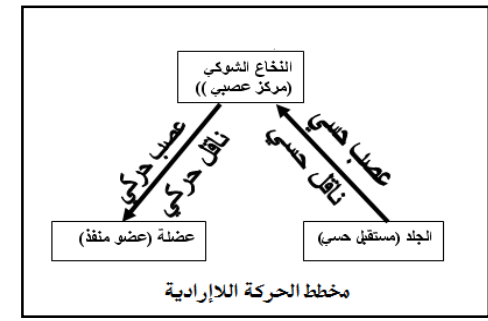 النخاع الشوكي
(مركز عصبي ))
عصب حسي
ناقل حسي
عصب حركي
ناقل حركي
الجلد (مستقبل حسي)
عضلة (عضو منفذ)
مخطط الحركة اللاإرادية